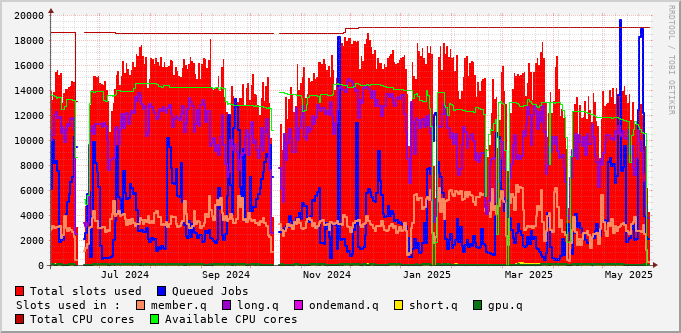 RRDTOOL / TOBI OETIKER
20000
18000
16000
14000
12000
10000
8000
6000
4000
2000
0
Jul 2024 Sep 2024 Nov 2024 Jan 2025 Mar 2025 May 2025
Total slots used Queued Jobs
Slots used in : member.q long.q ondemand.q short.q gpu.q
Total CPU cores Available CPU cores